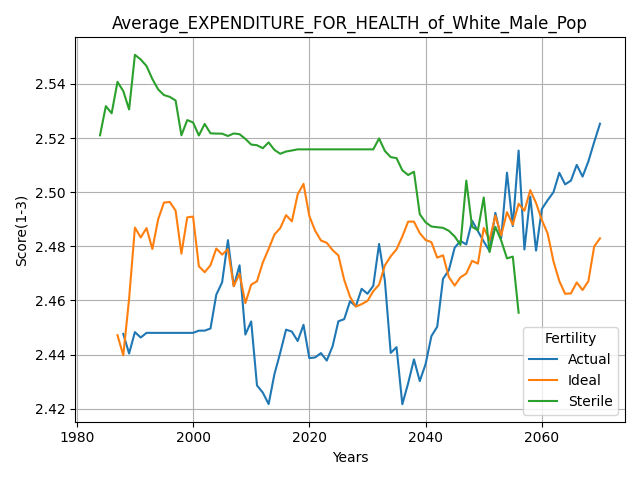 Average_EXPENDITURE_FOR_HEALTH_of_White_Male_Pop
Score(1-3)
2.54
2.52
2.50
2.48
2.46
2.44
2.42
Fertility
Actual
Ideal
Sterile
1980
2000
2020
2040
2060
Years